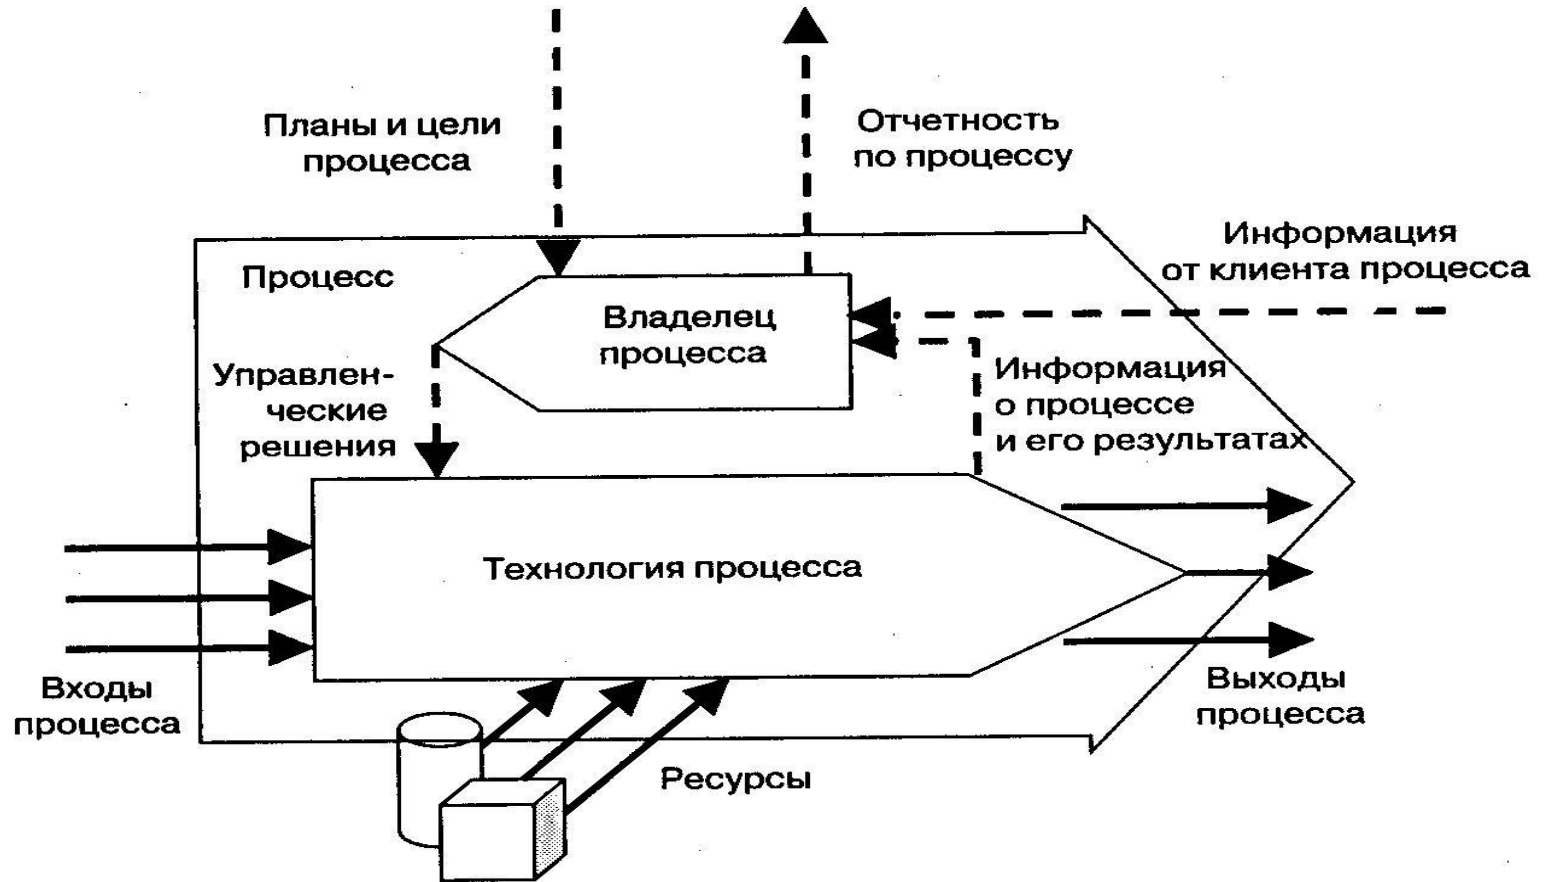 Планы и цели
процесса
Отчетность
по процессу
Информация
от клиента процесса
Процесс
Владелец
процесса
Управлен-
ческие
решения
Информация
о процессе
и его результатах
Технология процесса
Входы
процесса
Выходы
процесса
Ресурсы